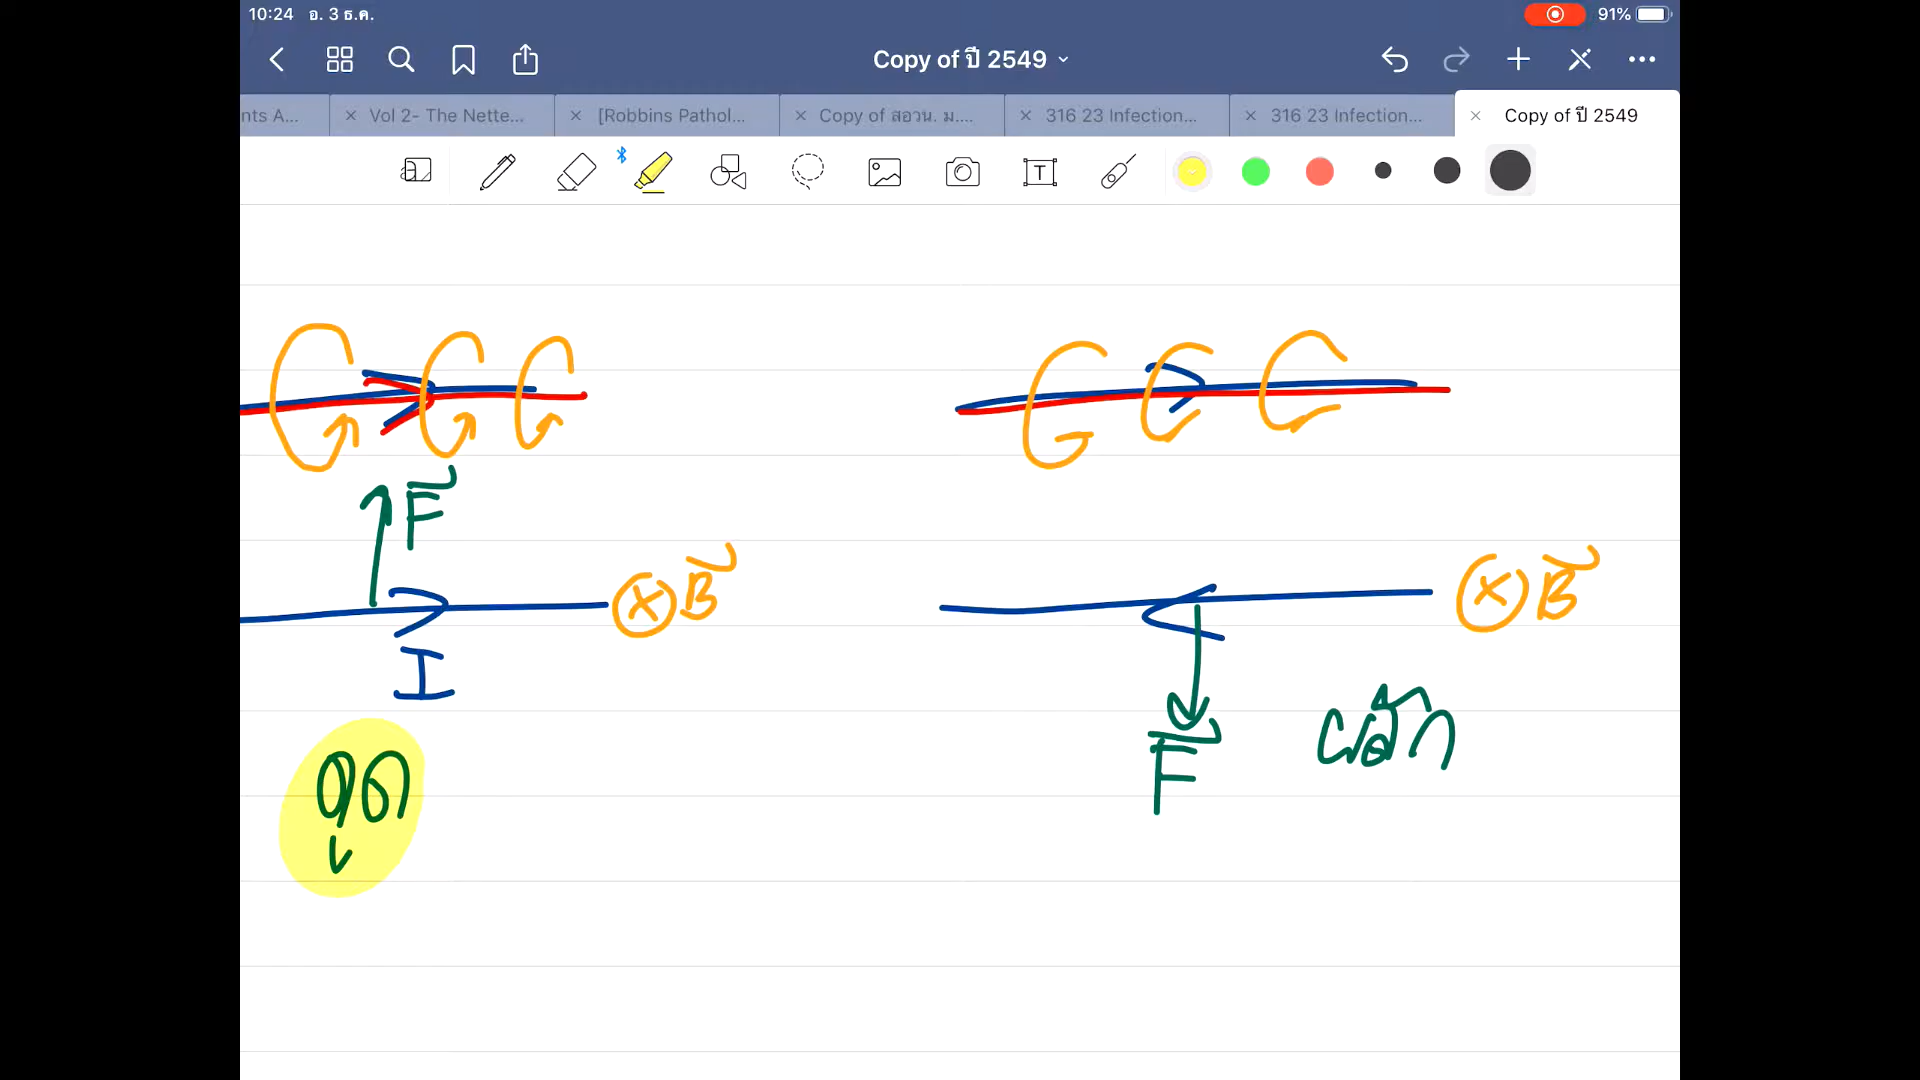 10:24 อ. 3 ธ.ค.
91%
Copy of ปี 2549
nts A...
Vol 2- The Nette...
[Robbins Pathol...
Copy of สอวน. ม....
316 23 Infection...
316 23 Infection...
Copy of ปี 2549
T
F
B
B
I
F
ผลัก
ดูด